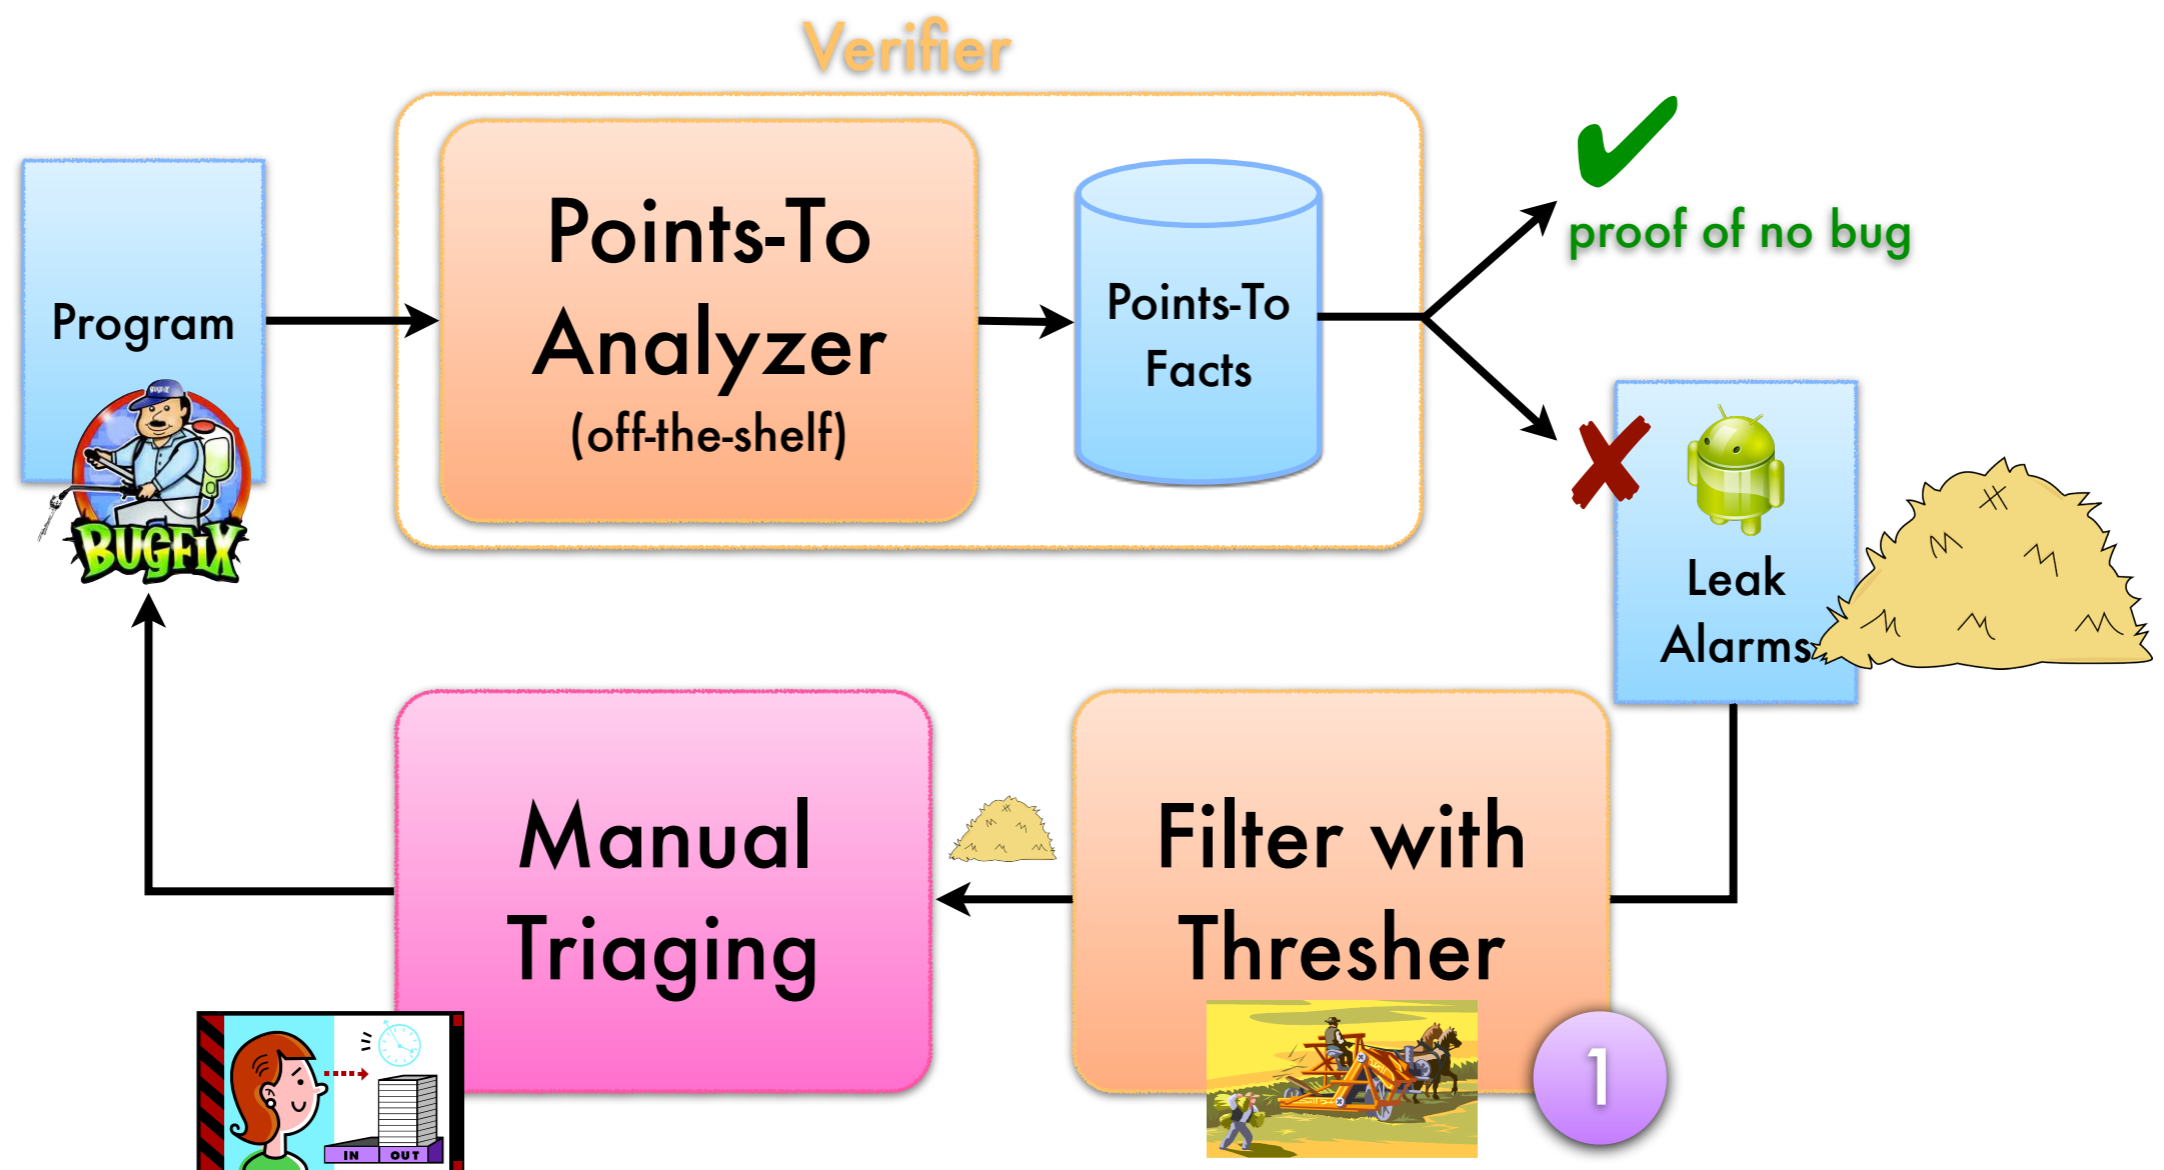 Verifier
Program
Points-To
Analyzer
(off-the-shelf)
Points-To
Facts
proof of no bug
BUGFIX
Leak
Alarms
Manual
Triaging
Filter with
Thresher
1
IN OUT